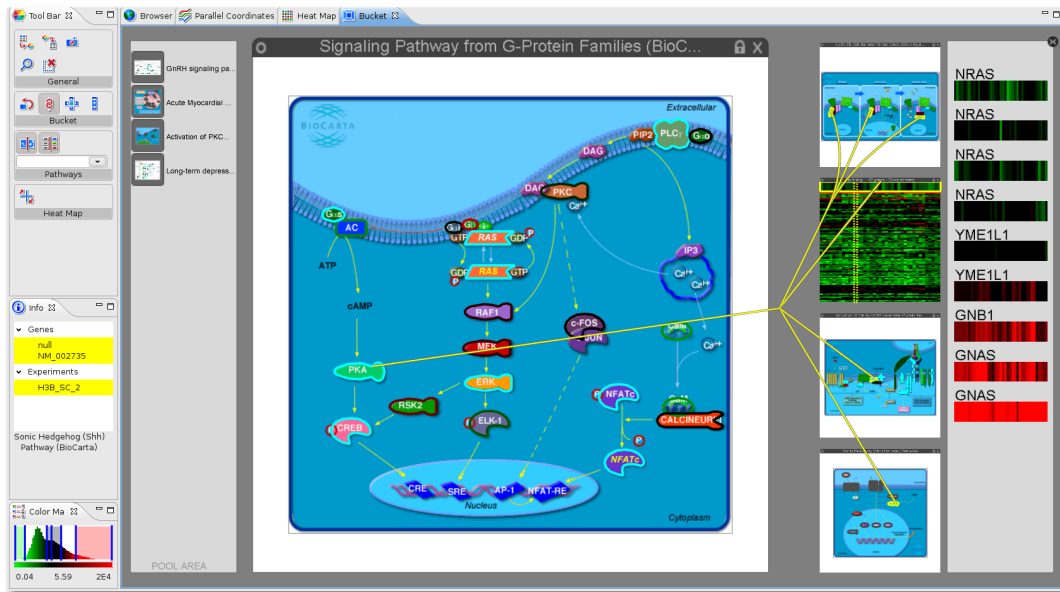 Tool Bar
Browser
Parallel Coordinates
Heat Map
Bucket
General
Bucket
Pathways
Heat Map
Info
Genes
null
NM_002735
Experiments
H3B_SC_2
Sonic Hedgehog (Shh)
Pathway (BioCarta)
Color Ma
0.04 5.59 2E4
GnRH signaling pa...
Acute Myocardial ...
Activation of PKC...
Long-term depress...
POOL AREA
Signaling Pathway from G-Protein Families (BioC...
X
Extracellular
BIOCARTA
PIP2
PLCγ
Gαo
DAG
DAG
PKC
Ca++
Gαs
AC
GTP
RAS
GDP
P
ATP
GDP
RAS
GTP
P
IP3
Ca++
Ca++
cAMP
RAF1
c-FOS
MEK
Ca++
PKA
ERK
NFATc
P
RSK2
CREB
ELK-1
CALCINEURIN
P
NFATc
CRE
SRE
AP-1
NFAT-RE
Nucleus
Cytoplasm
NRAS
NRAS
NRAS
NRAS
YME1L1
YME1L1
GNB1
GNAS
GNAS